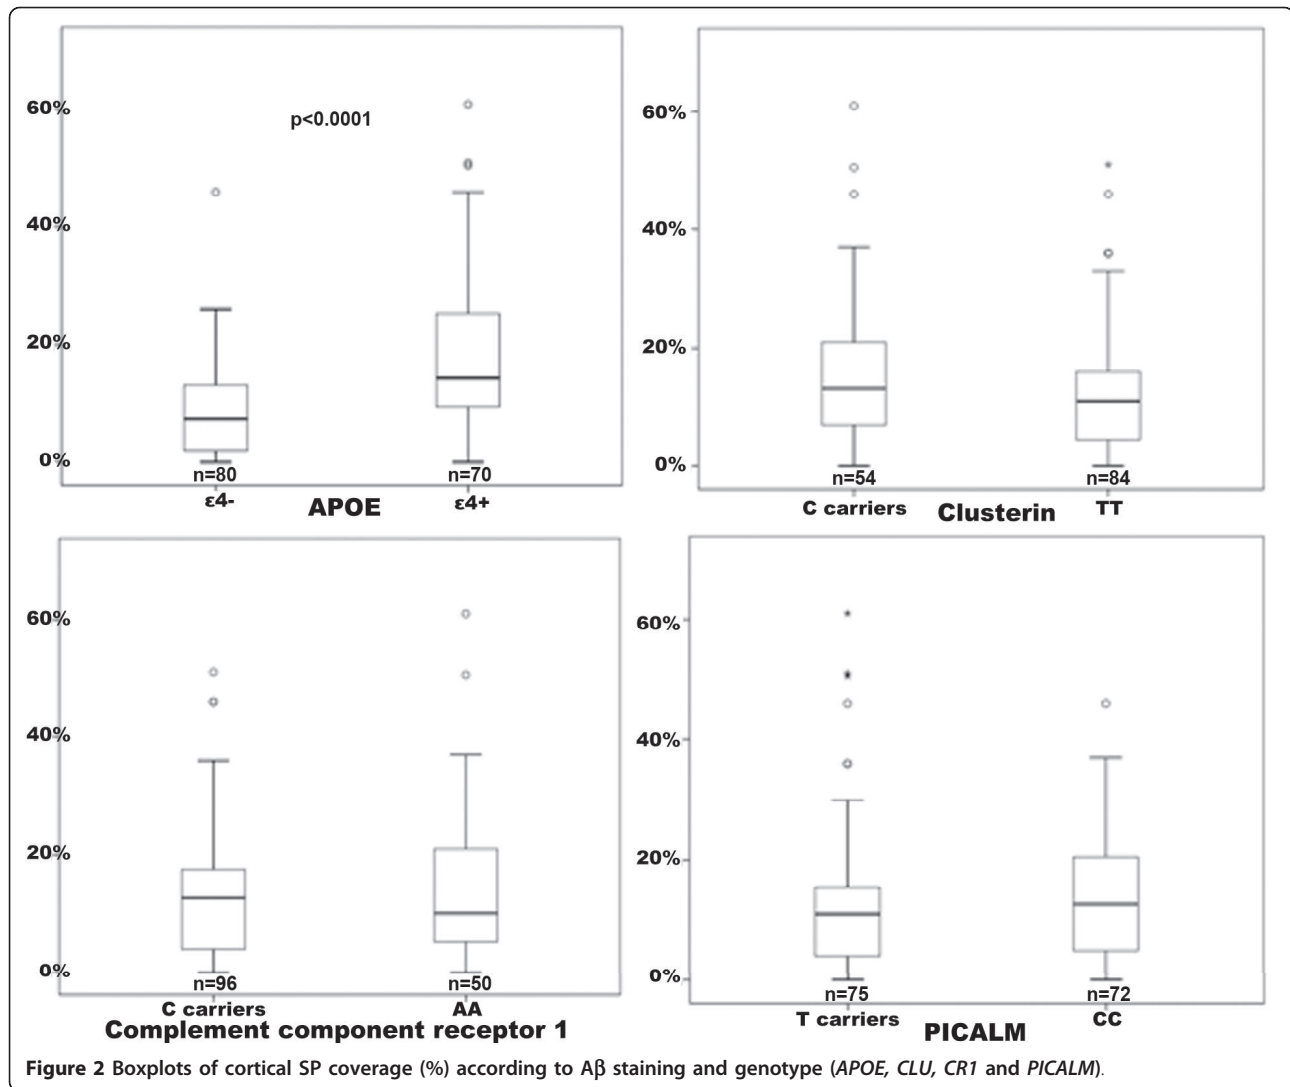 60%
p<0.0001
40%
20%
0%
n=80 n=70
ε4- APOE ε4+
60%
40%
20%
0%
n=54 n=84
C carriers Clusterin TT
60%
40%
20%
0%
n=96 n=50
C carriers AA
Complement component receptor 1
60%
40%
20%
0%
n=75 n=72
T carriers PICALM CC
Figure 2 Boxplots of cortical SP coverage (%) according to Aβ staining and genotype (APOE, CLU, CR1 and PICALM).